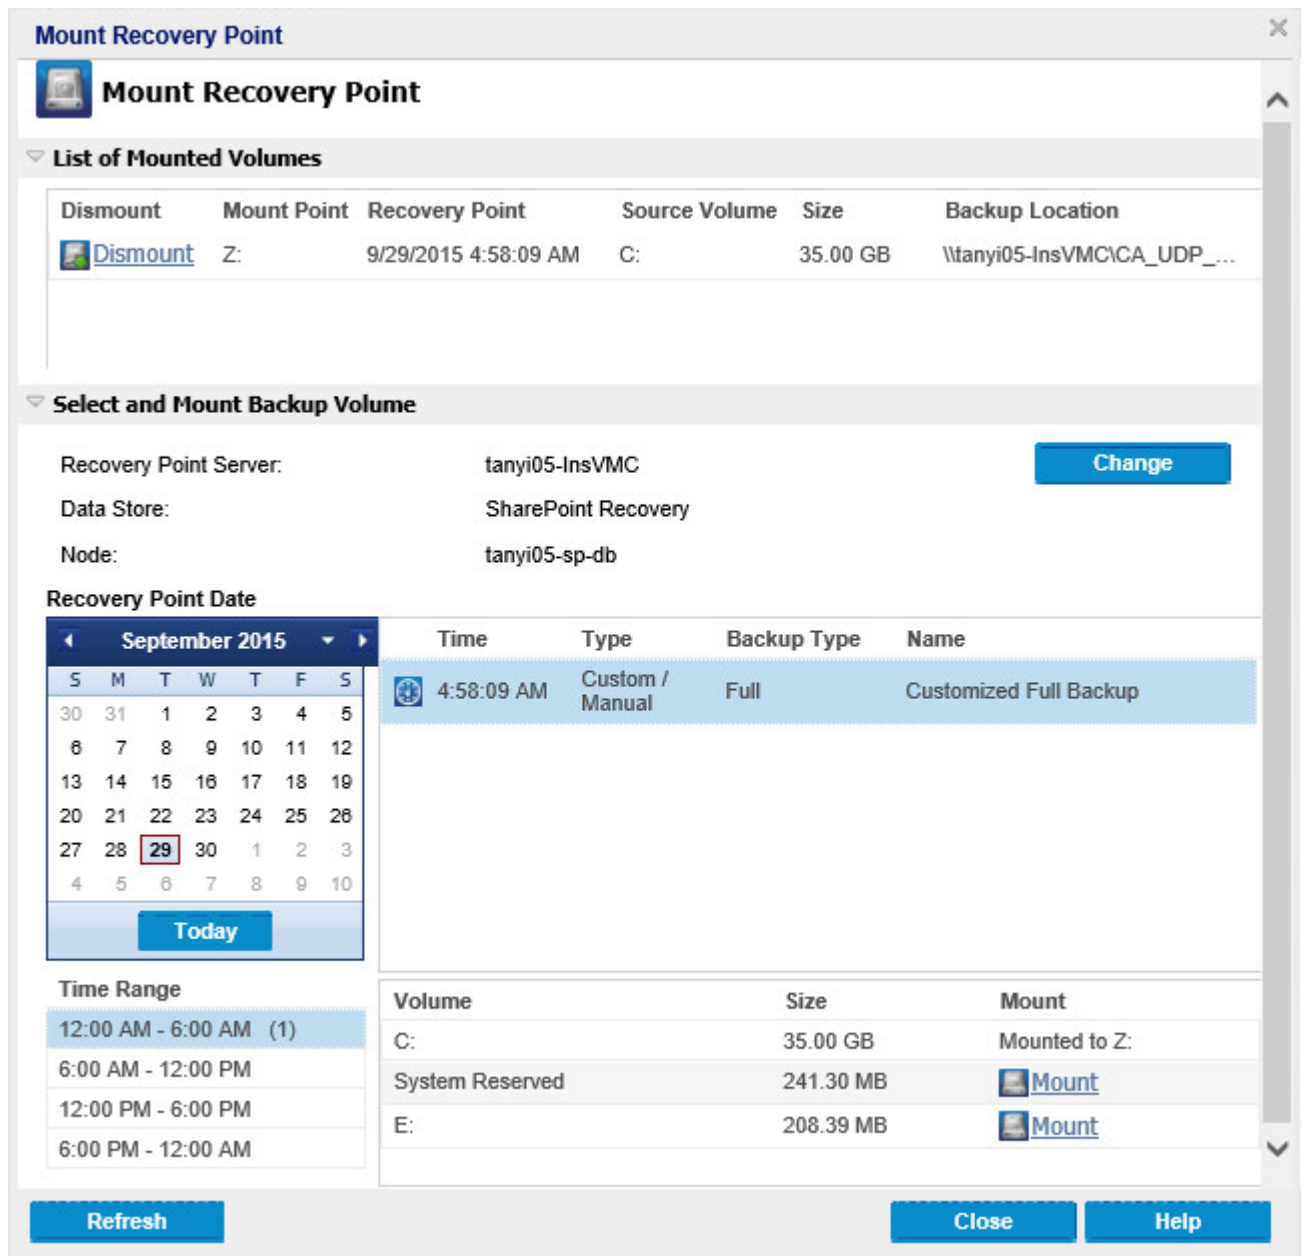 Mount Recovery Point
Mount Recovery Point
List of Mounted Volumes
Dismount Mount Point Recovery Point Source Volume Size Backup Location
Dismount Z: 9/29/2015 4:58:09 AM C: 35.00 GB \\tanyi05-InsVMC\CA_UDP_...
Select and Mount Backup Volume
Recovery Point Server: tanyi05-InsVMC Change
Data Store: SharePoint Recovery
Node: tanyi05-sp-db
Recovery Point Date
September 2015
S M T W T F S
30 31 1 2 3 4 5
6 7 8 9 10 11 12
13 14 15 16 17 18 19
20 21 22 23 24 25 26
27 28 29 30 1 2 3
4 5 6 7 8 9 10
Today
Time Type Backup Type Name
4:58:09 AM Custom / Manual Full Customized Full Backup
Time Range
12:00 AM - 6:00 AM (1)
6:00 AM - 12:00 PM
12:00 PM - 6:00 PM
6:00 PM - 12:00 AM
Volume Size Mount
C: 35.00 GB Mounted to Z:
System Reserved 241.30 MB Mount
E: 208.39 MB Mount
Refresh Close Help